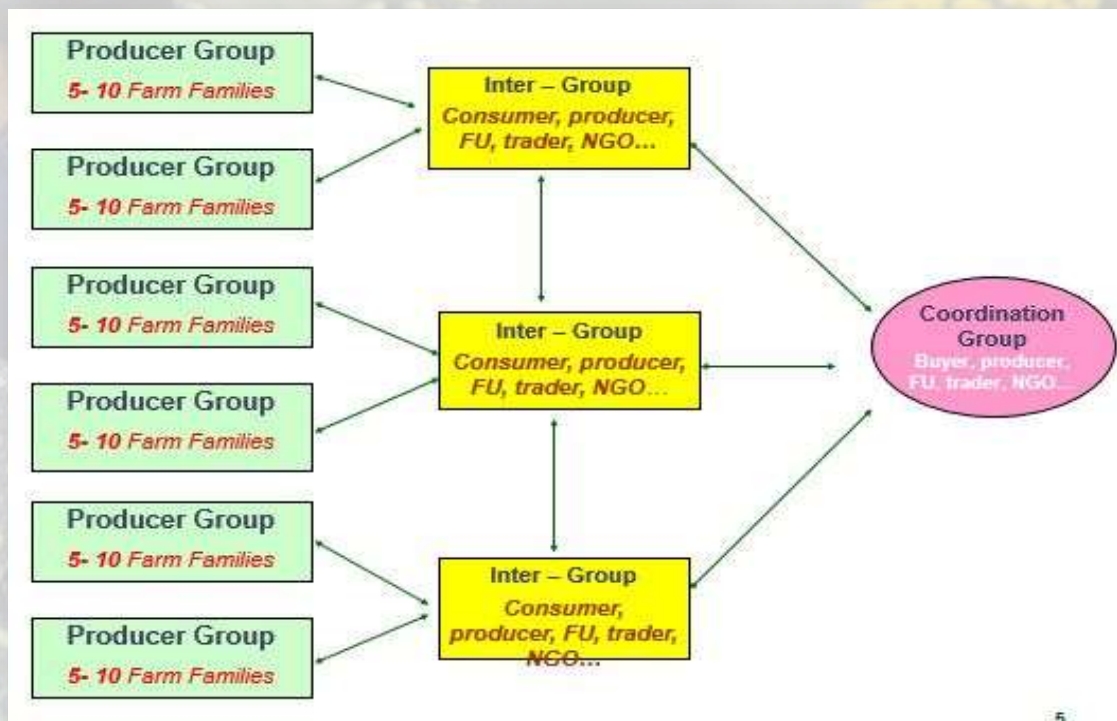 Producer Group
5- 10 Farm Families
Producer Group
5- 10 Farm Families
Producer Group
5- 10 Farm Families
Producer Group
5- 10 Farm Families
Producer Group
5- 10 Farm Families
Producer Group
5- 10 Farm Families
Inter – Group
Consumer, producer,
FU, trader, NGO…
Inter – Group
Consumer, producer,
FU, trader, NGO…
Inter – Group
Consumer,
producer, FU, trader,
NGO…
Coordination
Group
Buyer, producer,
FU, trader, NGO…
5